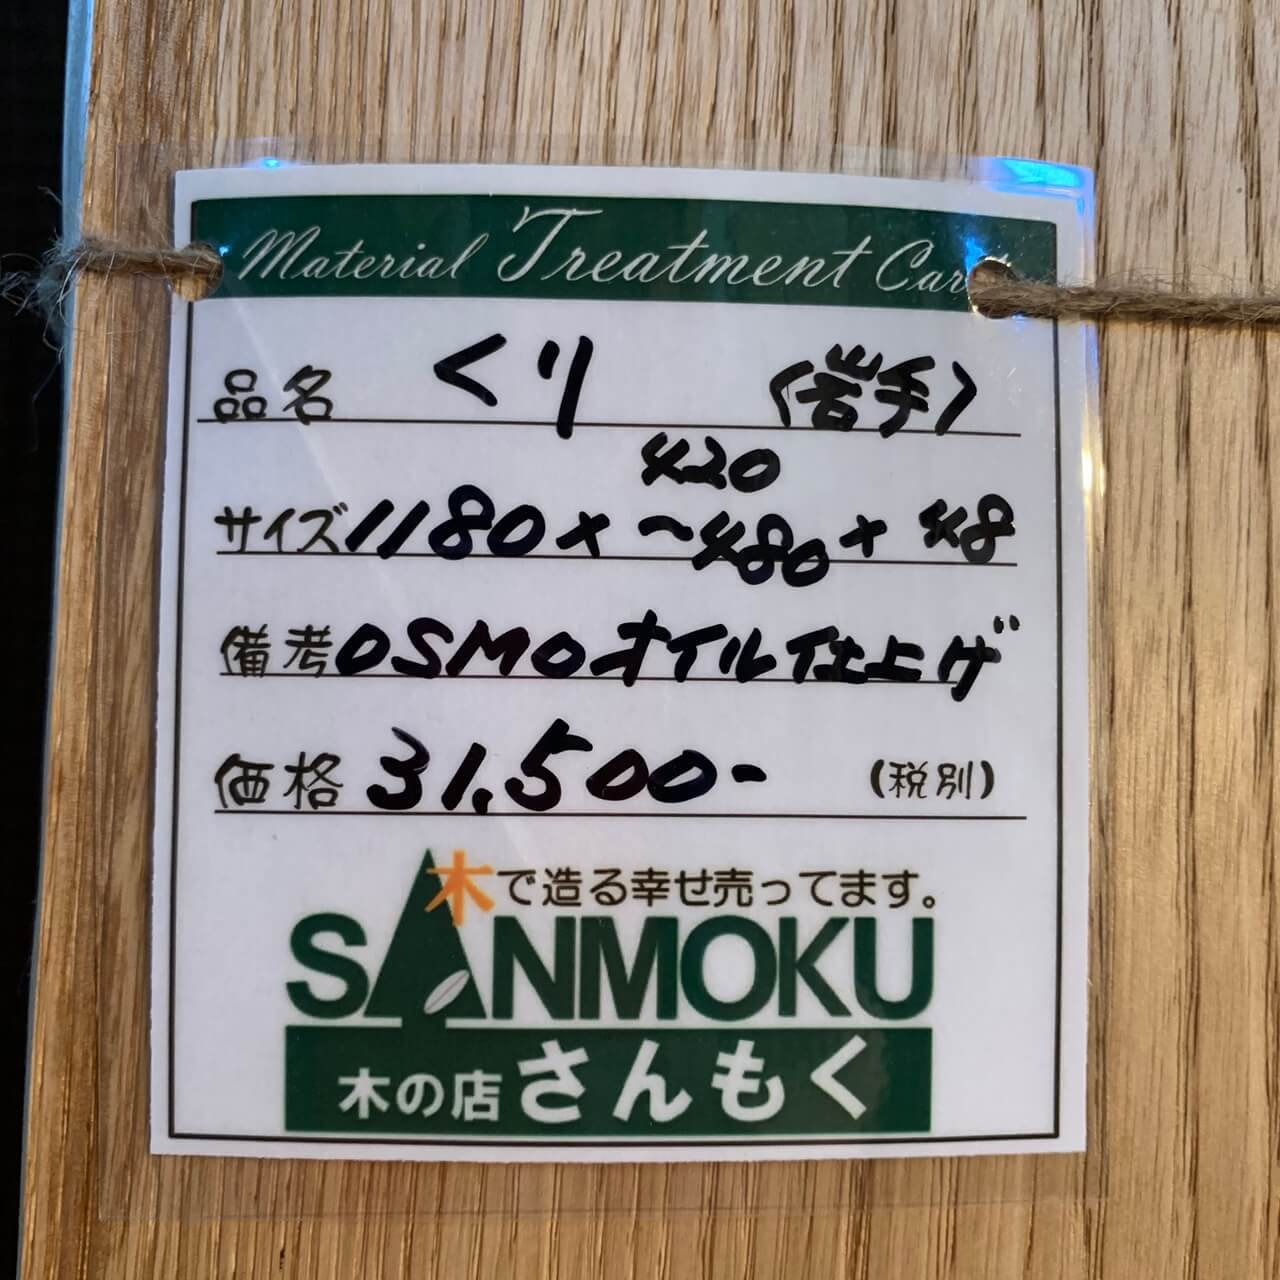 Material Treatment Car
品名 くり 〈岩手〉
420
サイズ 1180 × ~480 × 48
備考 OSMOオイル仕上げ
価格 31,500- (税別)
木で造る幸せ売ってます。
SANMOKU
木の店 さんもく